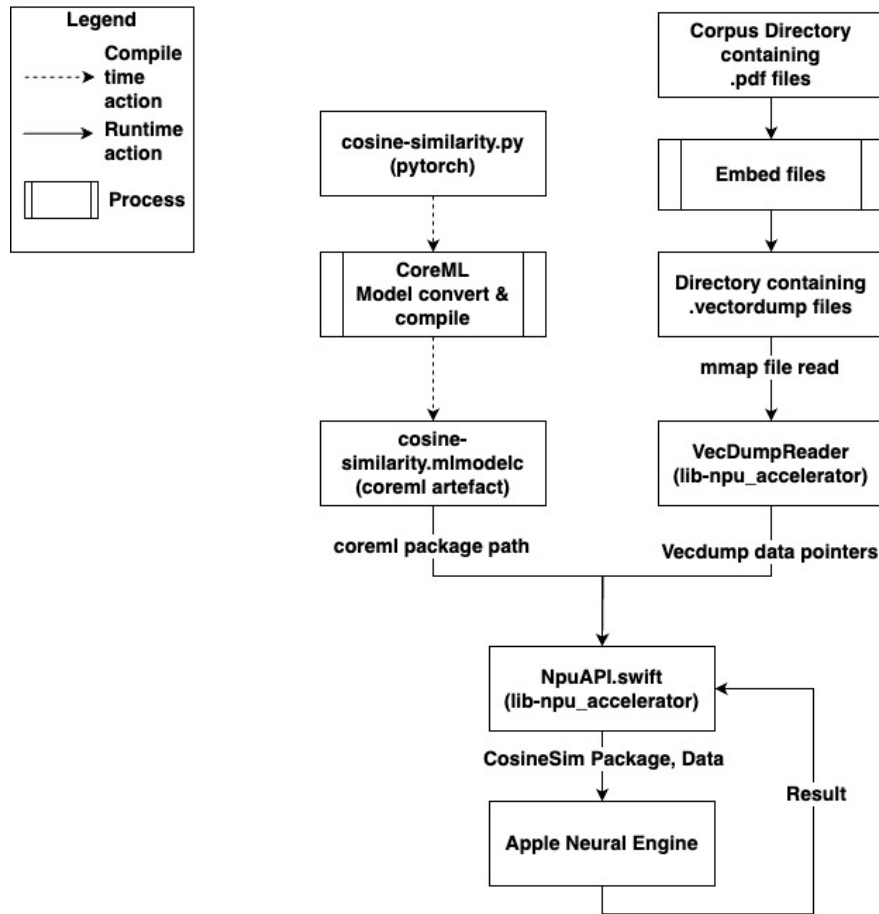 Legend
Compile
time
action
Runtime
action
Process
Corpus Directory
containing
.pdf files
cosine-similarity.py
(pytorch)
Embed files
CoreML
Model convert &
compile
Directory containing
.vectordump files
mmap file read
cosine-
similarity.mlmodelc
(coreml artefact)
VecDumpReader
(lib-npu_accelerator)
coreml package path
Vecdump data pointers
NpuAPI.swift
(lib-npu_accelerator)
CosineSim Package, Data
Result
Apple Neural Engine